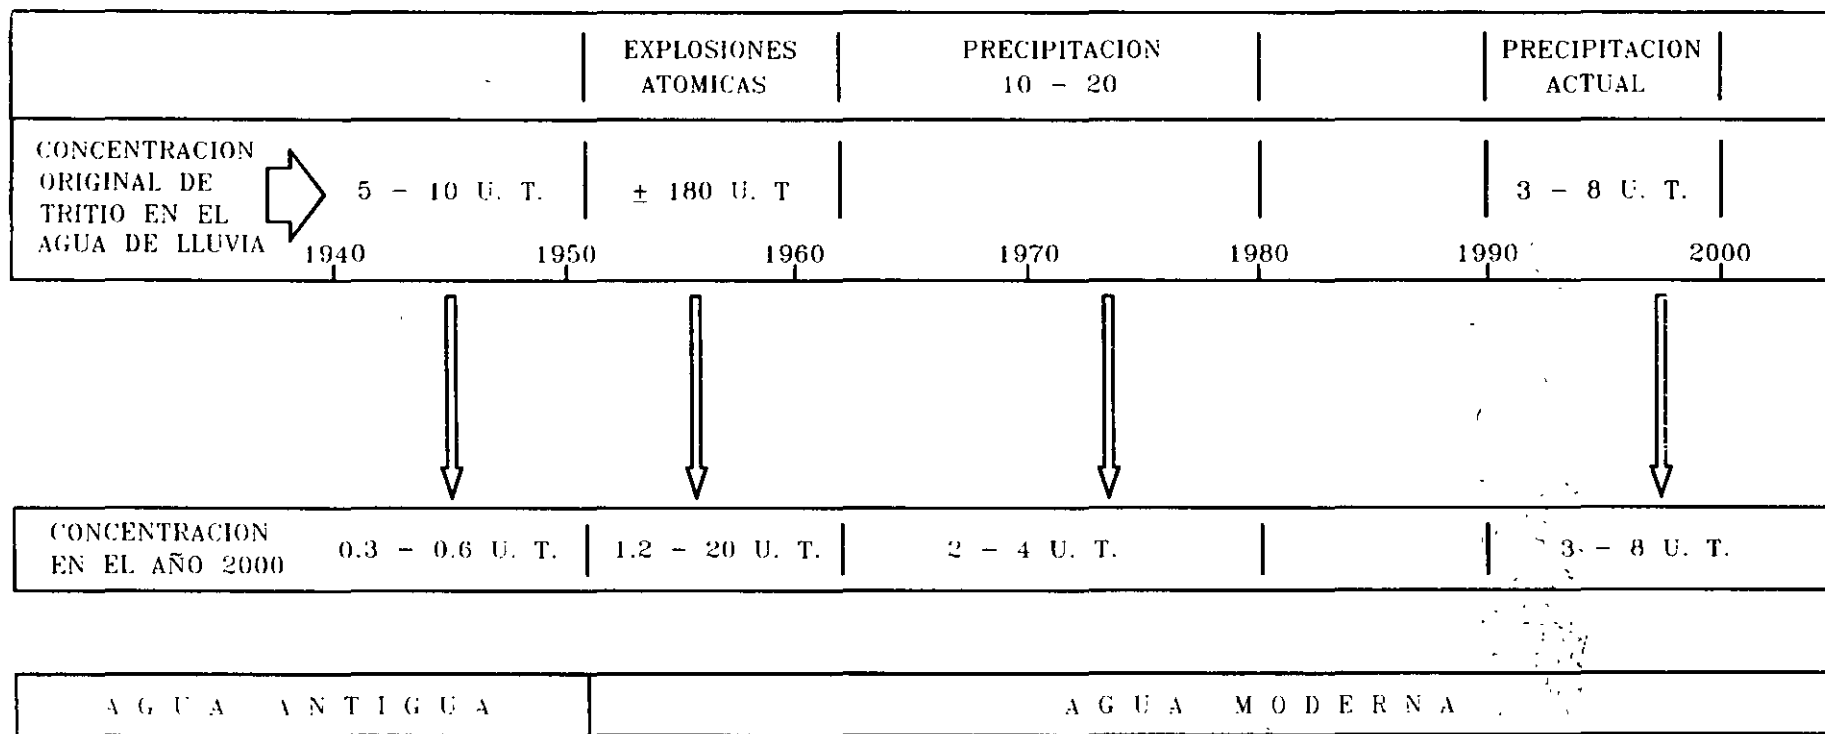 EXPLOSIONES
ATOMICAS
PRECIPITACION
10 - 20
PRECIPITACION
ACTUAL
CONCENTRACION
ORIGINAL DE
TRITIO EN EL
AGUA DE LLUVIA
5 - 10 U. T.
± 180 U. T
3 - 8 U. T.
1940 1950 1960 1970 1980 1990 2000
CONCENTRACION
EN EL AÑO 2000
0.3 - 0.6 U. T.
1.2 - 20 U. T.
2 - 4 U. T.
3 - 8 U. T.
AGUA ANTIGUA
AGUA MODERNA